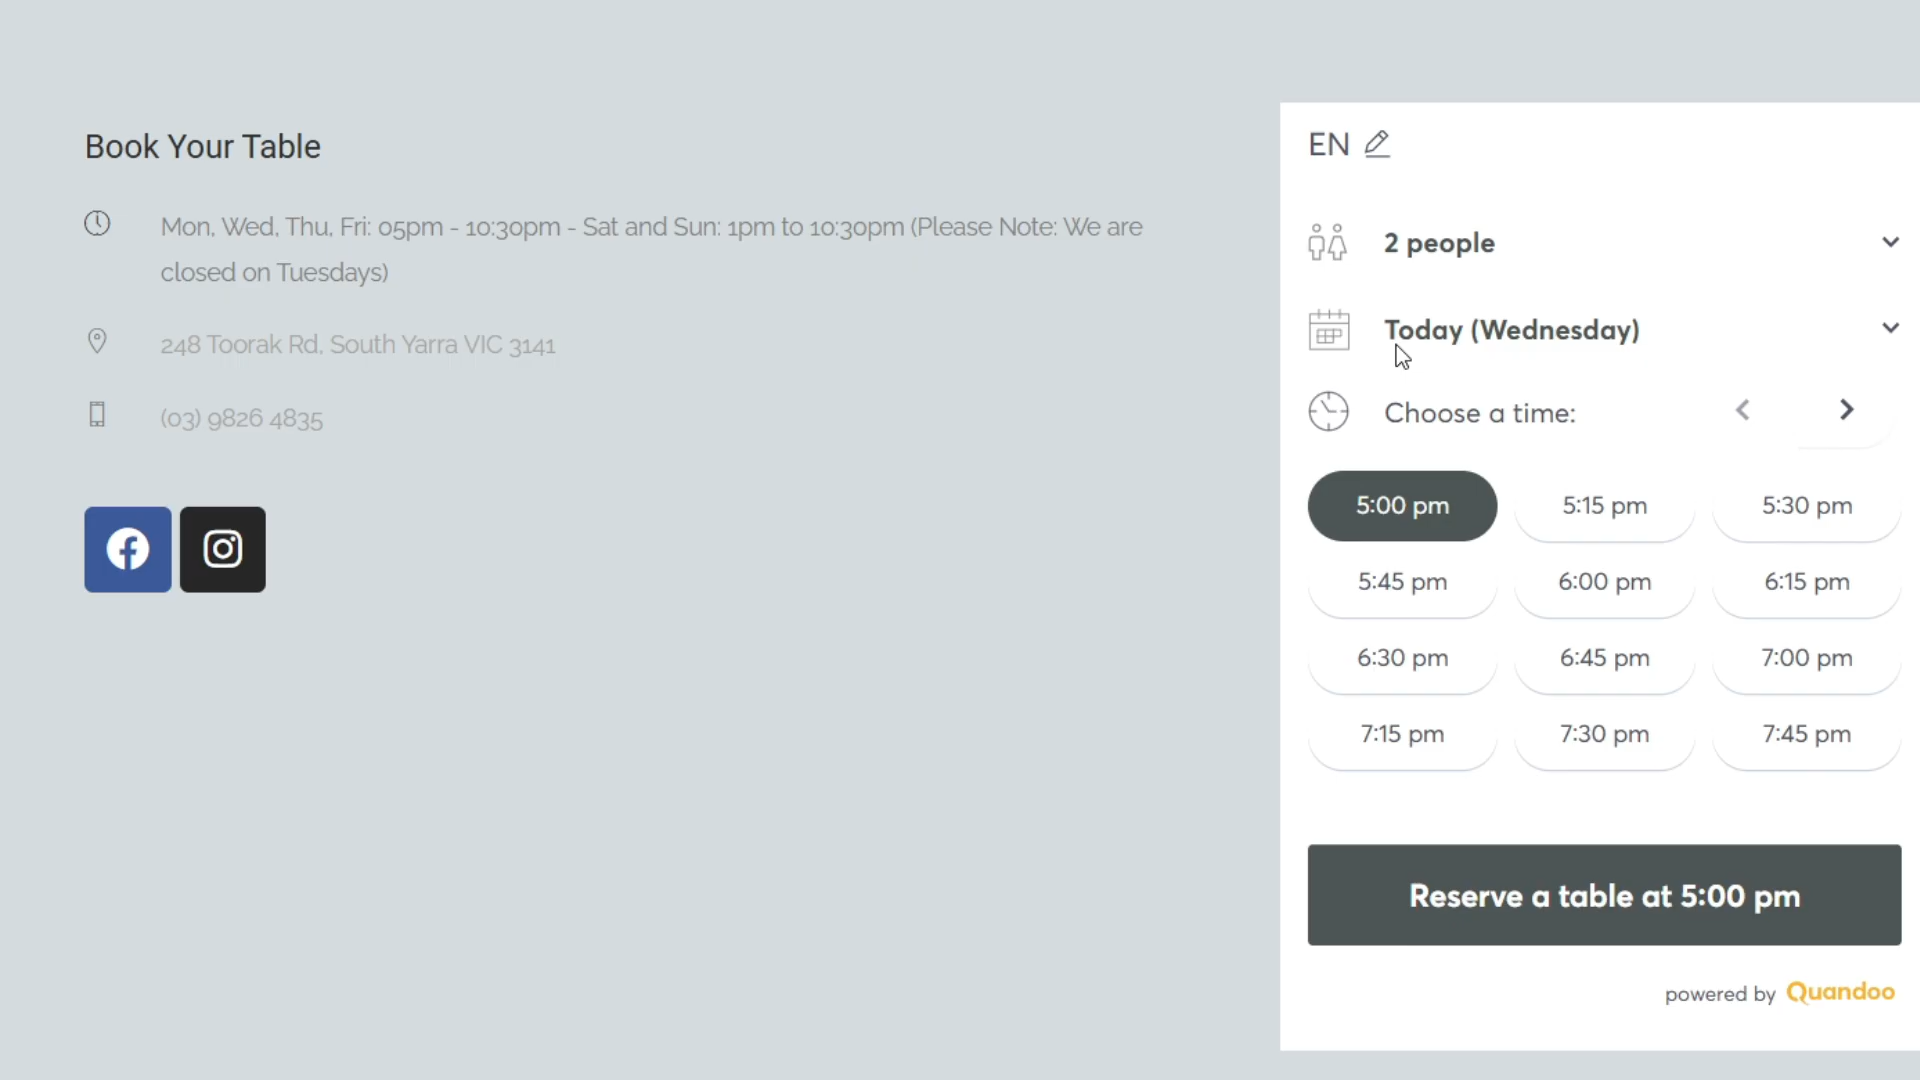 Book Your Table
Mon, Wed, Thu, Fri: 05pm - 10:30pm - Sat and Sun: 1pm to 10:30pm (Please Note: We are
closed on Tuesdays)
248 Toorak Rd, South Yarra VIC 3141
(03) 9826 4835
EN
2 people
Today (Wednesday)
Choose a time:
5:00 pm 5:15 pm 5:30 pm
5:45 pm 6:00 pm 6:15 pm
6:30 pm 6:45 pm 7:00 pm
7:15 pm 7:30 pm 7:45 pm
Reserve a table at 5:00 pm
powered by Quandoo